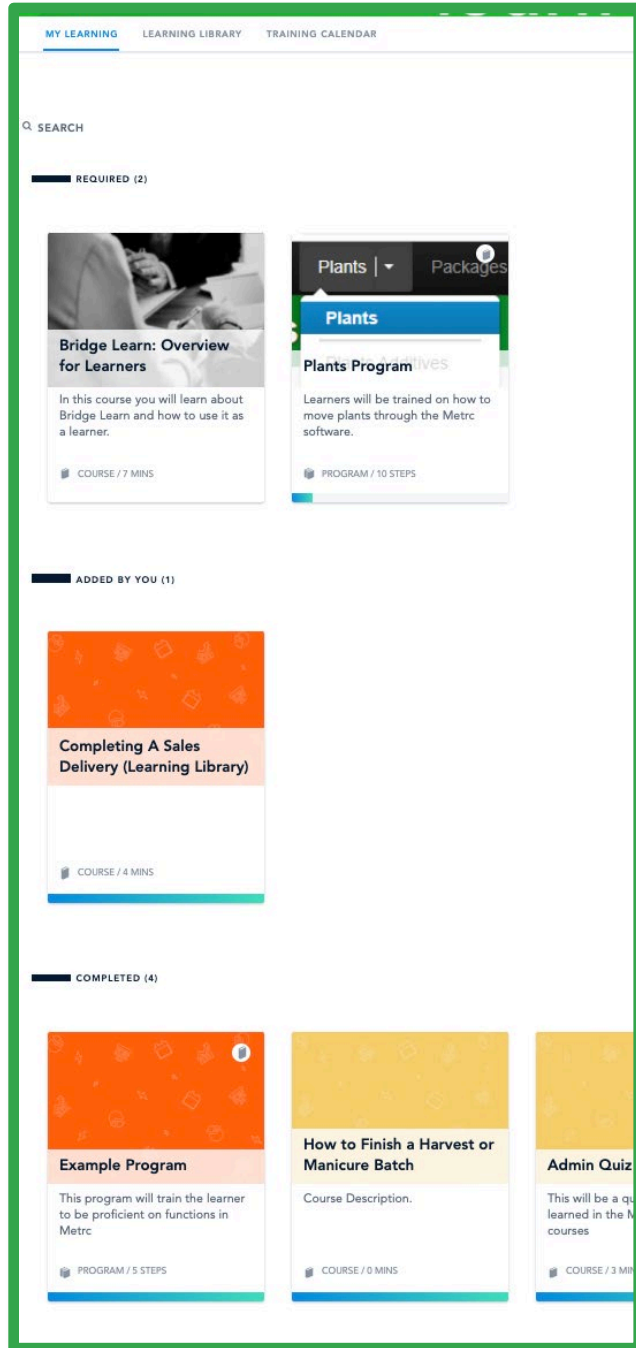 MY LEARNING LEARNING LIBRARY TRAINING CALENDAR
SEARCH
REQUIRED (2)
Plants Packages
Plants
Plants Additives
Bridge Learn: Overview
for Learners
In this course you will learn about
Bridge Learn and how to use it as
a learner.
COURSE / 7 MINS
Plants Program
Learners will be trained on how to
move plants through the Metrc
software.
PROGRAM / 10 STEPS
ADDED BY YOU (1)
Completing A Sales
Delivery (Learning Library)
COURSE / 4 MINS
COMPLETED (4)
Example Program
This program will train the learner
to be proficient on functions in
Metrc
PROGRAM / 5 STEPS
How to Finish a Harvest or
Manicure Batch
Course Description.
COURSE / 0 MINS
Admin Quiz
This will be a qu
learned in the M
courses
COURSE / 3 MIN